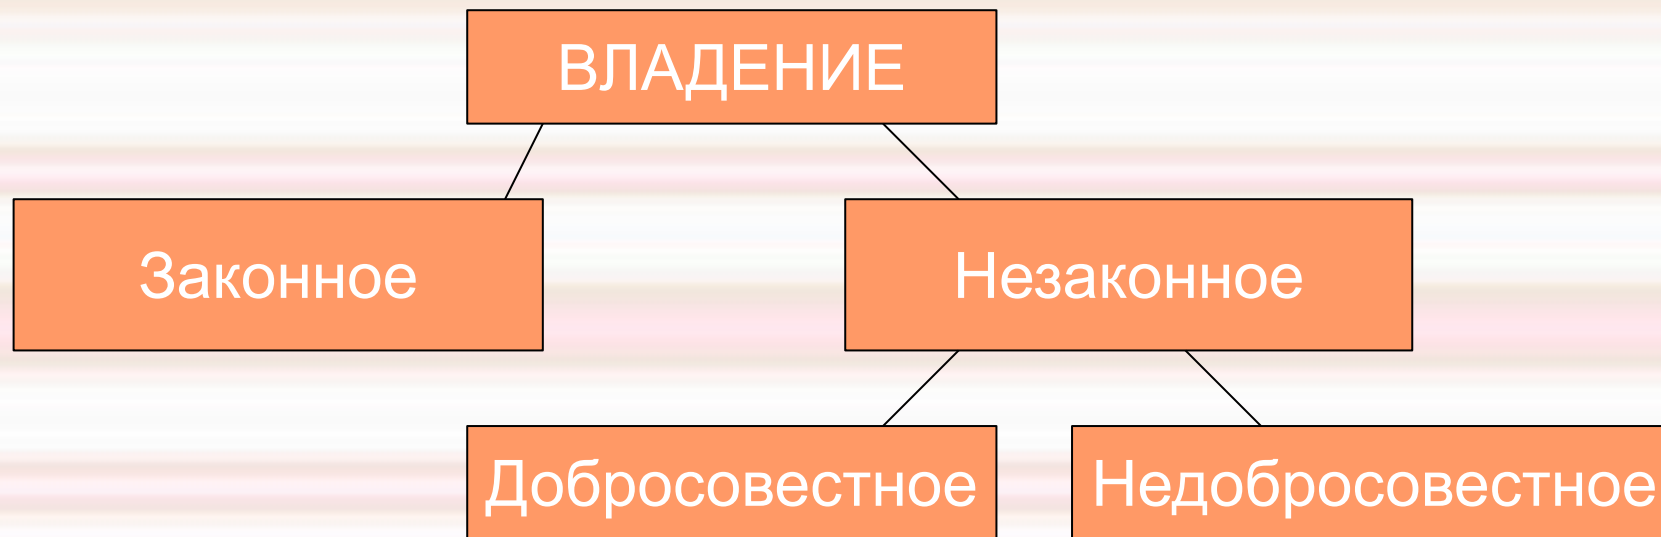 ВЛАДЕНИЕ
Законное
Незаконное
Добросовестное
Недобросовестное